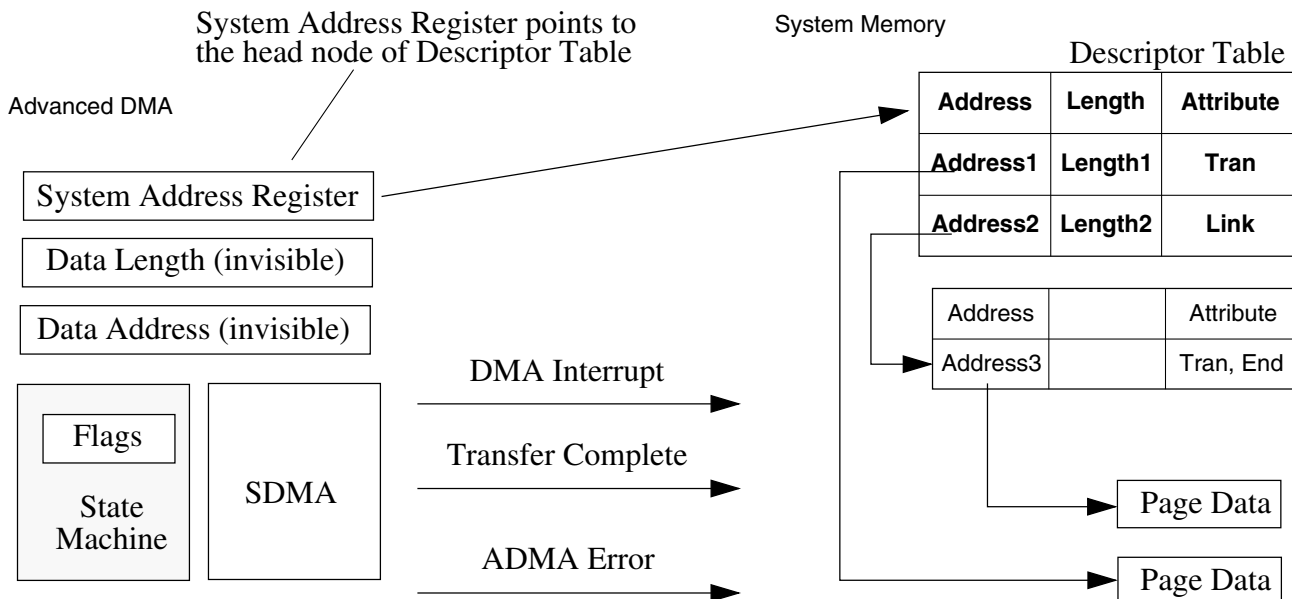 System Address Register points to
the head node of Descriptor Table
System Memory
Descriptor Table
Advanced DMA
Address Length Attribute
Address1 Length1 Tran
Address2 Length2 Link
System Address Register
Data Length (invisible)
Data Address (invisible)
Address Attribute
Address3 Tran, End
DMA Interrupt
Flags
State
Machine
SDMA
Transfer Complete
Page Data
ADMA Error
Page Data